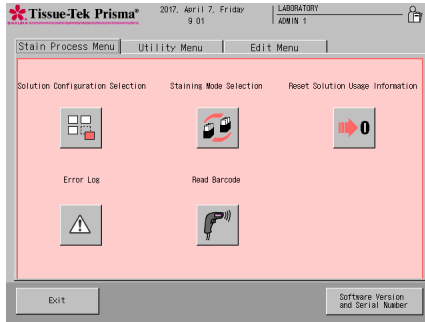 Tissue-Tek Prisma®
SAKURA
2017, April 7, Friday
9 01
LABORATORY
ADMIN 1
Stain Process Menu
Utility Menu
Edit Menu
Solution Configuration Selection
Staining Mode Selection
Reset Solution Usage Information
0
Error Log
Read Barcode
Exit
Software Version
and Serial Number